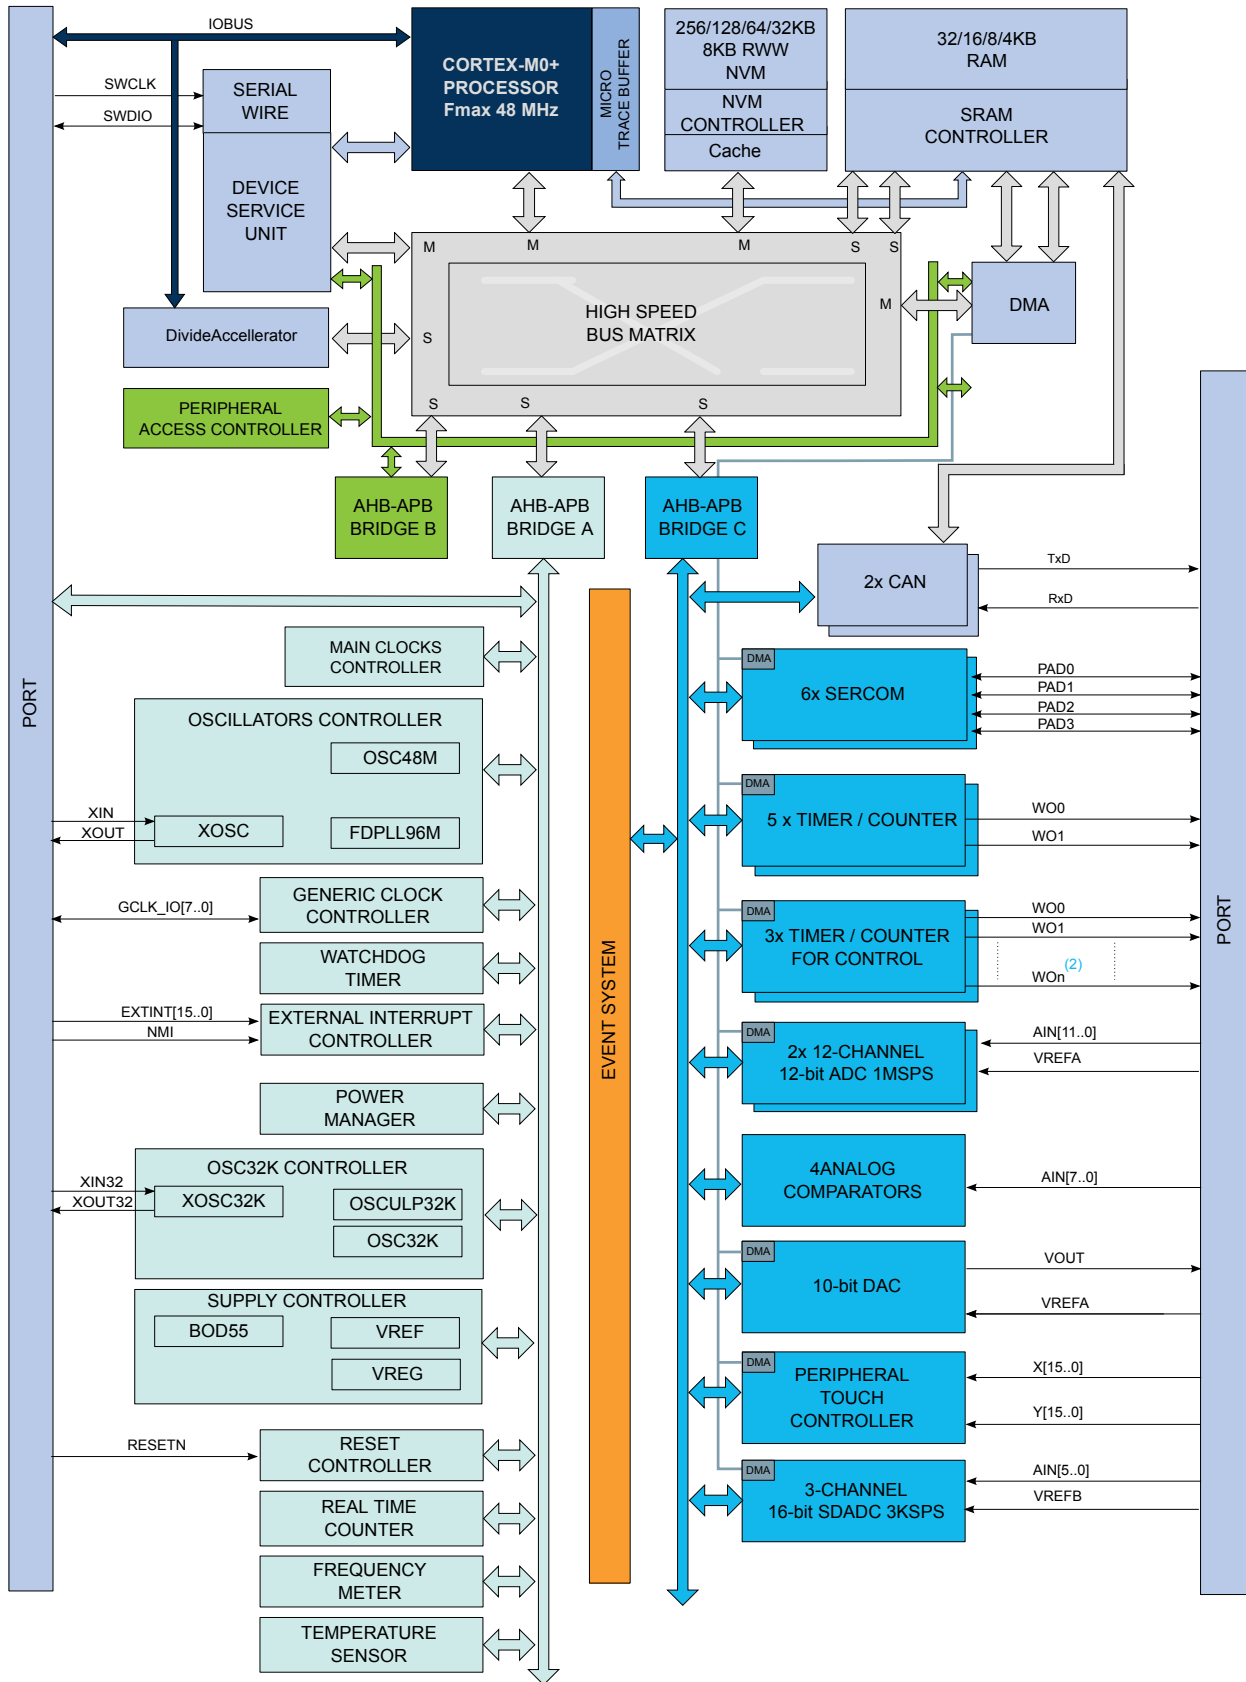 IOBUS
SWCLK
SWDIO
SERIAL
WIRE
DEVICE
SERVICE
UNIT
CORTEX-M0+
PROCESSOR
Fmax 48 MHz
MICRO
TRACE BUFFER
256/128/64/32KB
8KB RWW
NVM
NVM
CONTROLLER
Cache
32/16/8/4KB
RAM
SRAM
CONTROLLER
M
M
M
S
S
M
S
S
S
S
HIGH SPEED
BUS MATRIX
DMA
DivideAccellerator
PERIPHERAL
ACCESS CONTROLLER
AHB-APB
BRIDGE B
AHB-APB
BRIDGE A
AHB-APB
BRIDGE C
PORT
MAIN CLOCKS
CONTROLLER
OSCILLATORS CONTROLLER
OSC48M
XIN
XOUT
XOSC
FDPLL96M
GCLK_IO[7..0]
GENERIC CLOCK
CONTROLLER
WATCHDOG
TIMER
EXTINT[15..0]
NMI
EXTERNAL INTERRUPT
CONTROLLER
POWER
MANAGER
OSC32K CONTROLLER
XIN32
XOUT32
XOSC32K
OSCULP32K
OSC32K
SUPPLY CONTROLLER
BOD55
VREF
VREG
RESETN
RESET
CONTROLLER
REAL TIME
COUNTER
FREQUENCY
METER
TEMPERATURE
SENSOR
EVENT SYSTEM
2x CAN
TxD
RxD
DMA
6x SERCOM
PAD0
PAD1
PAD2
PAD3
DMA
5 x TIMER / COUNTER
WO0
WO1
DMA
3x TIMER / COUNTER
FOR CONTROL
WO0
WO1
(2)
WOn
DMA
2x 12-CHANNEL
12-bit ADC 1MSPS
AIN[11..0]
VREFA
4ANALOG
COMPARATORS
AIN[7..0]
DMA
10-bit DAC
VOUT
VREFA
DMA
PERIPHERAL
TOUCH
CONTROLLER
X[15..0]
Y[15..0]
DMA
3-CHANNEL
16-bit SDADC 3KSPS
AIN[5..0]
VREFB
PORT